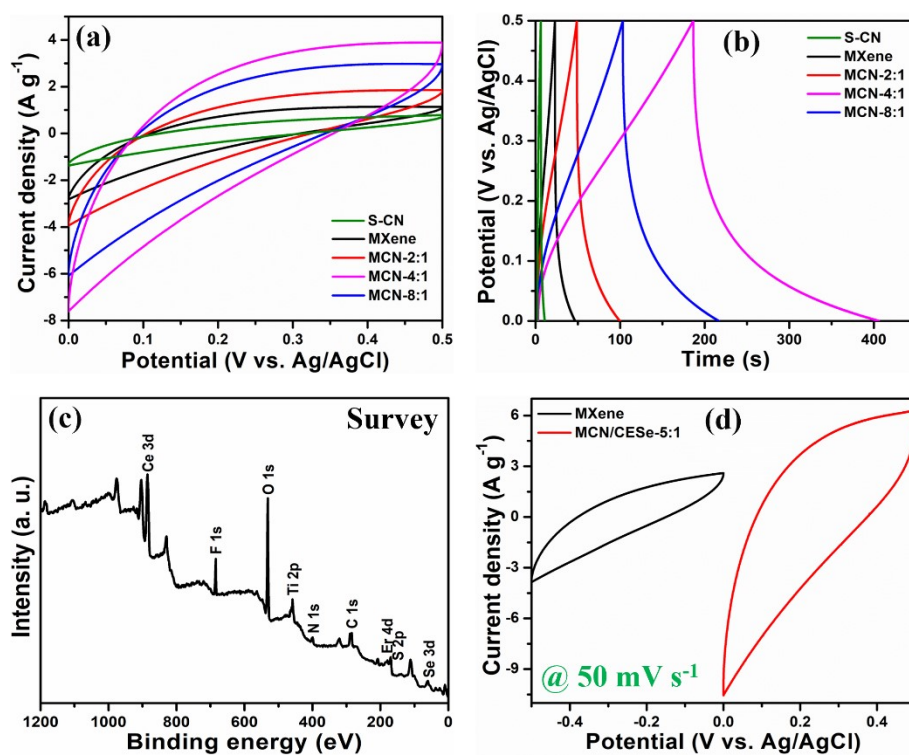 (a)
4
2
0
-2
-4
-6
-8
Current density (A g⁻¹)
S-CN
MXene
MCN-2:1
MCN-4:1
MCN-8:1
0.0 0.1 0.2 0.3 0.4 0.5
Potential (V vs. Ag/AgCl)
(b)
0.5
0.4
0.3
0.2
0.1
0.0
Potential (V vs. Ag/AgCl)
S-CN
MXene
MCN-2:1
MCN-4:1
MCN-8:1
0 100 200 300 400
Time (s)
(c)
Survey
Intensity (a. u.)
Ce 3d
F 1s
O 1s
Ti 2p
N 1s
C 1s
Er 4d
S 2p
Se 3d
1200 1000 800 600 400 200 0
Binding energy (eV)
(d)
6
3
0
-3
-6
-9
Current density (A g⁻¹)
MXene
MCN/CESe-5:1
@ 50 mV s⁻¹
-0.4 -0.2 0.0 0.2 0.4
Potential (V vs. Ag/AgCl)